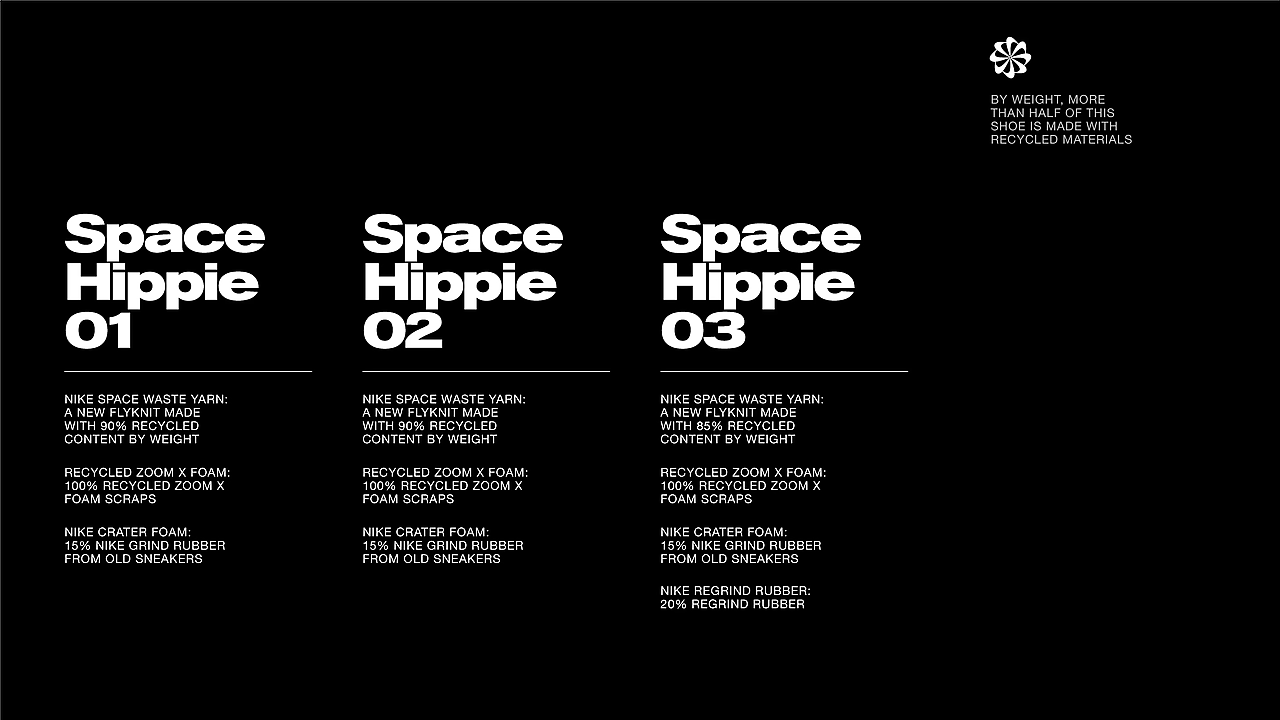 BY WEIGHT, MORE
THAN HALF OF THIS
SHOE IS MADE WITH
RECYCLED MATERIALS
Space
Hippie
01
NIKE SPACE WASTE YARN:
A NEW FLYKNIT MADE
WITH 90% RECYCLED
CONTENT BY WEIGHT
RECYCLED ZOOM X FOAM:
100% RECYCLED ZOOM X
FOAM SCRAPS
NIKE CRATER FOAM:
15% NIKE GRIND RUBBER
FROM OLD SNEAKERS
Space
Hippie
02
NIKE SPACE WASTE YARN:
A NEW FLYKNIT MADE
WITH 90% RECYCLED
CONTENT BY WEIGHT
RECYCLED ZOOM X FOAM:
100% RECYCLED ZOOM X
FOAM SCRAPS
NIKE CRATER FOAM:
15% NIKE GRIND RUBBER
FROM OLD SNEAKERS
Space
Hippie
03
NIKE SPACE WASTE YARN:
A NEW FLYKNIT MADE
WITH 85% RECYCLED
CONTENT BY WEIGHT
RECYCLED ZOOM X FOAM:
100% RECYCLED ZOOM X
FOAM SCRAPS
NIKE CRATER FOAM:
15% NIKE GRIND RUBBER
FROM OLD SNEAKERS
NIKE REGRIND RUBBER:
20% REGRIND RUBBER